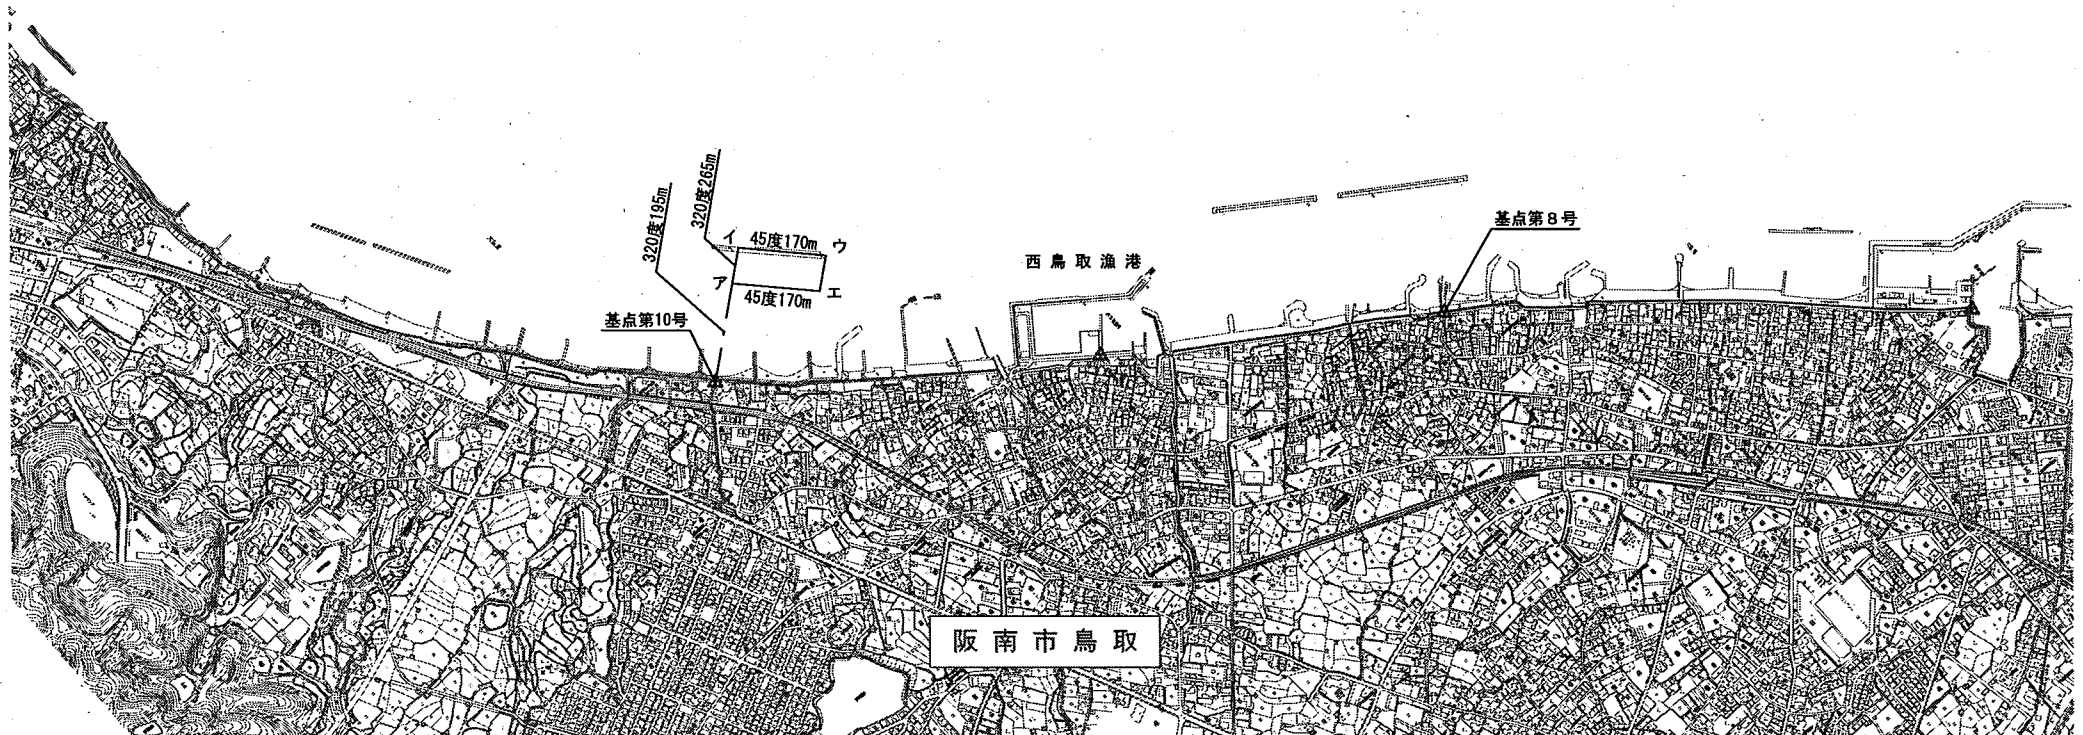 320度265m
320度195m
イ
45度170m
ウ
ア
エ
45度170m
基点第10号
西鳥取漁港
基点第8号
阪南市鳥取